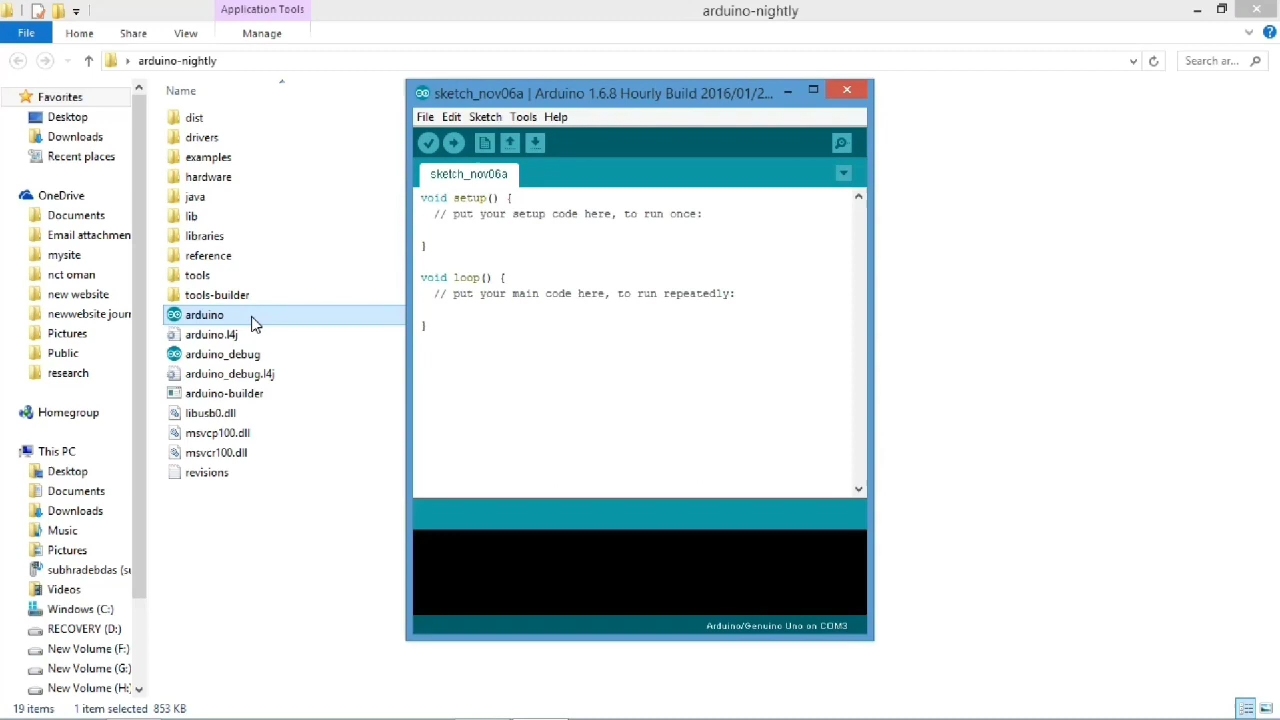 Application Tools
arduino-nightly
File
Home
Share
View
Manage
arduino-nightly
Search ar...
Favorites
Desktop
Downloads
Recent places
OneDrive
Documents
Email attachmen
mysite
nct oman
new website
newwebsite jour
Pictures
Public
research
Homegroup
This PC
Desktop
Documents
Downloads
Music
Pictures
subhradebdas (su
Videos
Windows (C:)
RECOVERY (D:)
New Volume (F:)
New Volume (G:)
New Volume (H:)
Name
dist
drivers
examples
hardware
java
lib
libraries
reference
tools
tools-builder
arduino
arduino.l4j
arduino_debug
arduino_debug.l4j
arduino-builder
libusb0.dll
msvcp100.dll
msvcr100.dll
revisions
sketch_nov06a | Arduino 1.6.8 Hourly Build 2016/01/2...
File Edit Sketch Tools Help
sketch_nov06a
void setup() {
// put your setup code here, to run once:
}
void loop() {
// put your main code here, to run repeatedly:
}
Arduino/Genuino Uno on COM3
19 items 1 item selected 853 KB